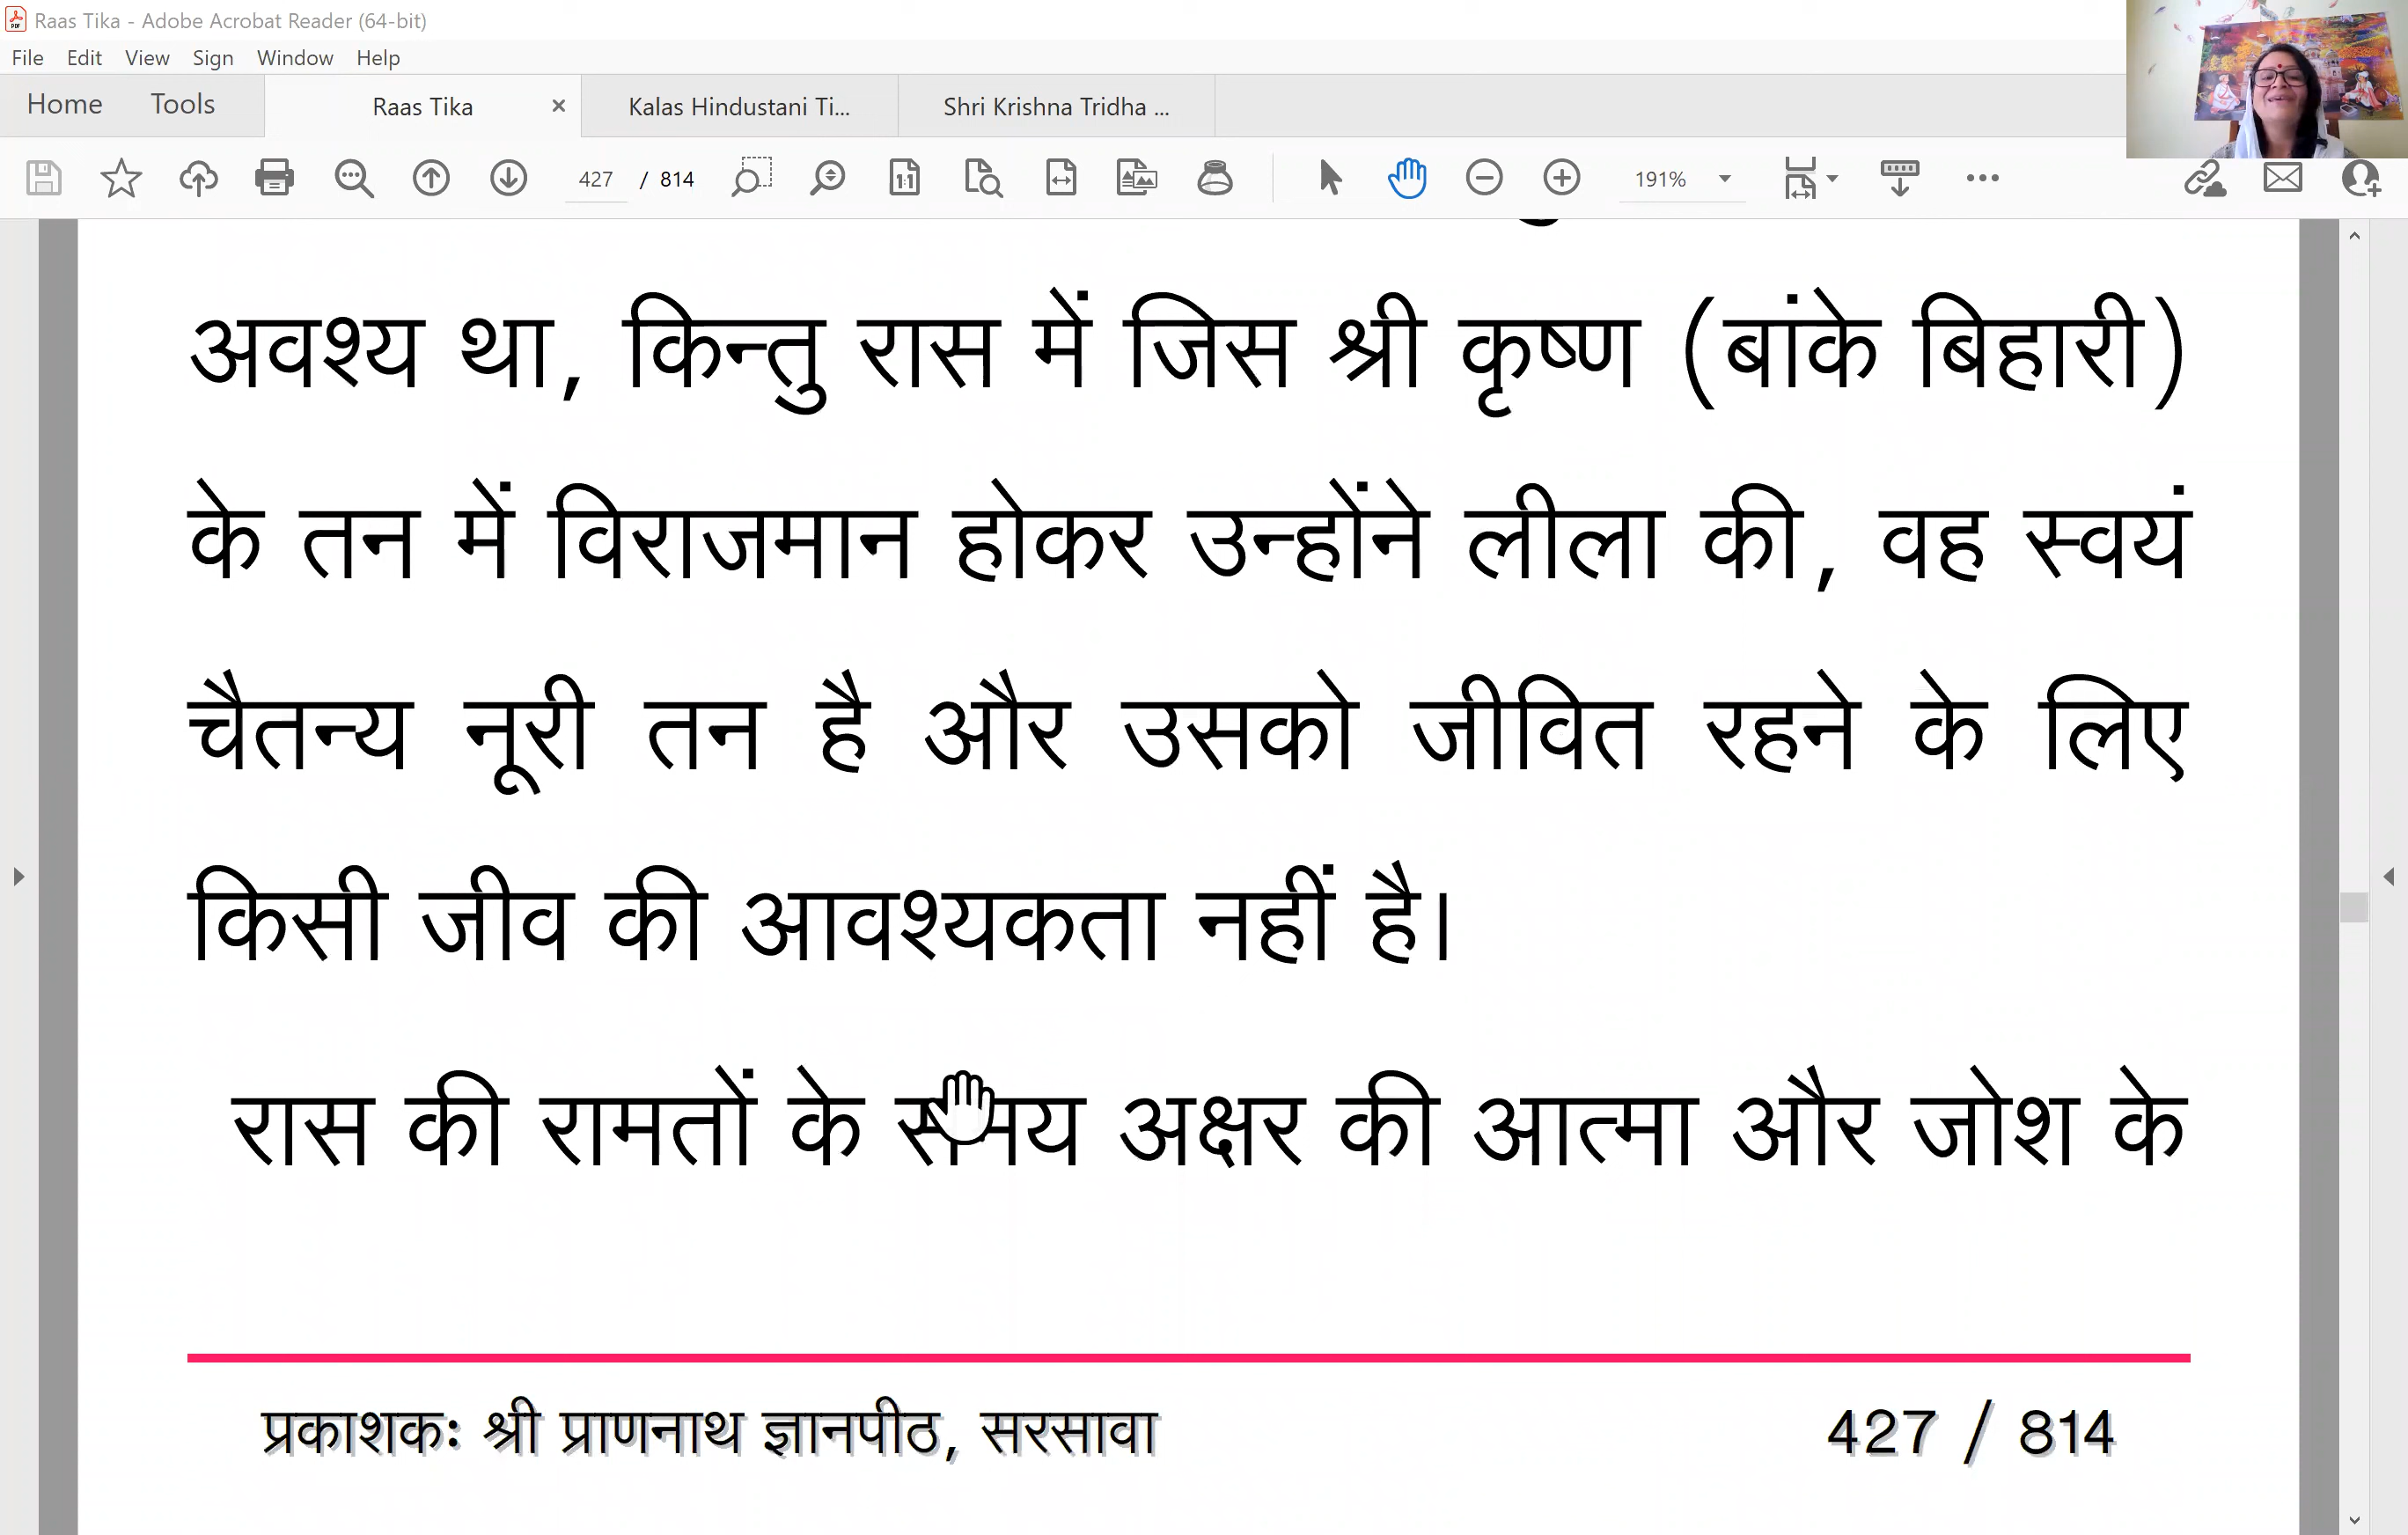 Raas Tika - Adobe Acrobat Reader (64-bit)
File Edit View Sign Window Help
Home Tools Raas Tika Kalas Hindustani Ti... Shri Krishna Tridha ...
427 / 814 191%
अवश्य था, किन्तु रास में जिस श्री कृष्ण (बांके बिहारी)
के तन में विराजमान होकर उन्होंने लीला की, वह स्वयं
चैतन्य नूरी तन है और उसको जीवित रहने के लिए
किसी जीव की आवश्यकता नहीं है।
रास की रामतों के समय अक्षर की आत्मा और जोश के
प्रकाशकः श्री प्राणनाथ ज्ञानपीठ, सरसावा 427 / 814